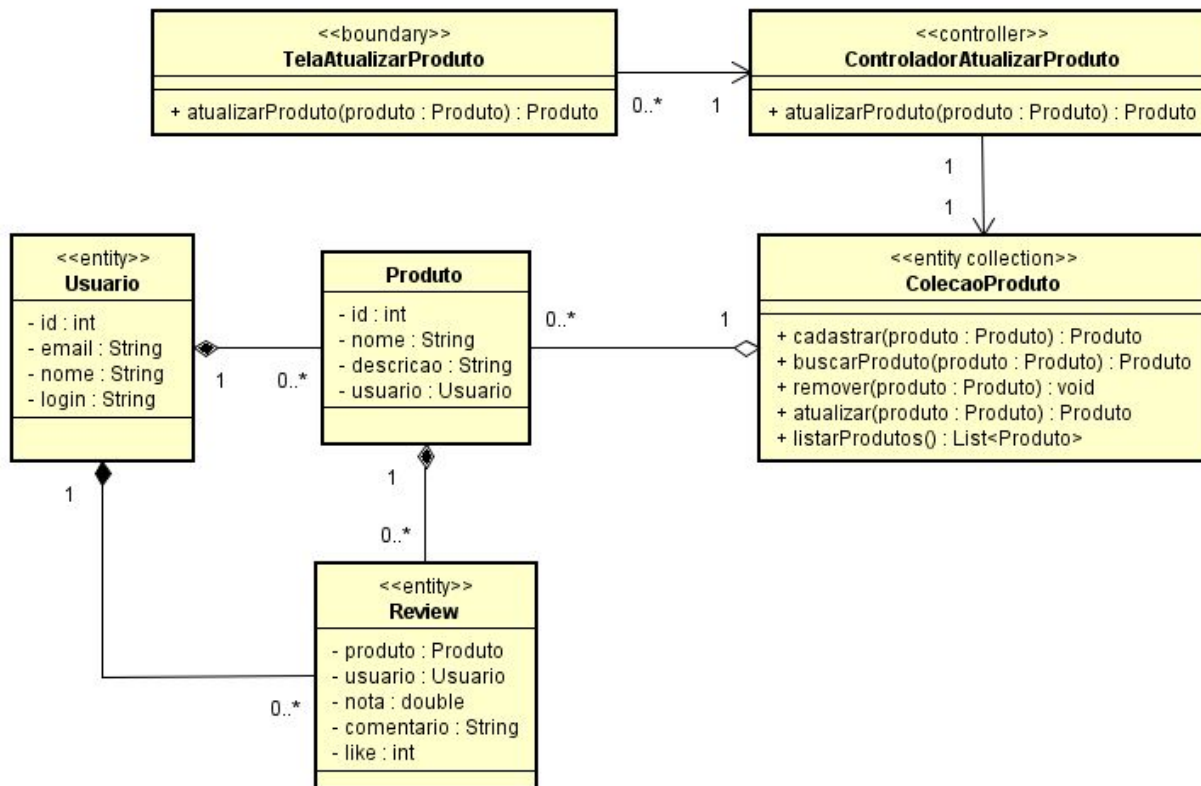 <<boundary>>
TelaAtualizarProduto
+ atualizarProduto(produto : Produto) : Produto
0..*
1
<<controller>>
ControladorAtualizarProduto
+ atualizarProduto(produto : Produto) : Produto
1
1
<<entity>>
Usuario
- id : int
- email : String
- nome : String
- login : String
1
0..*
Produto
- id : int
- nome : String
- descricao : String
- usuario : Usuario
0..*
1
<<entity collection>>
ColecaoProduto
+ cadastrar(produto : Produto) : Produto
+ buscarProduto(produto : Produto) : Produto
+ remover(produto : Produto) : void
+ atualizar(produto : Produto) : Produto
+ listarProdutos() : List<Produto>
1
1
0..*
<<entity>>
Review
- produto : Produto
- usuario : Usuario
- nota : double
- comentario : String
- like : int
0..*